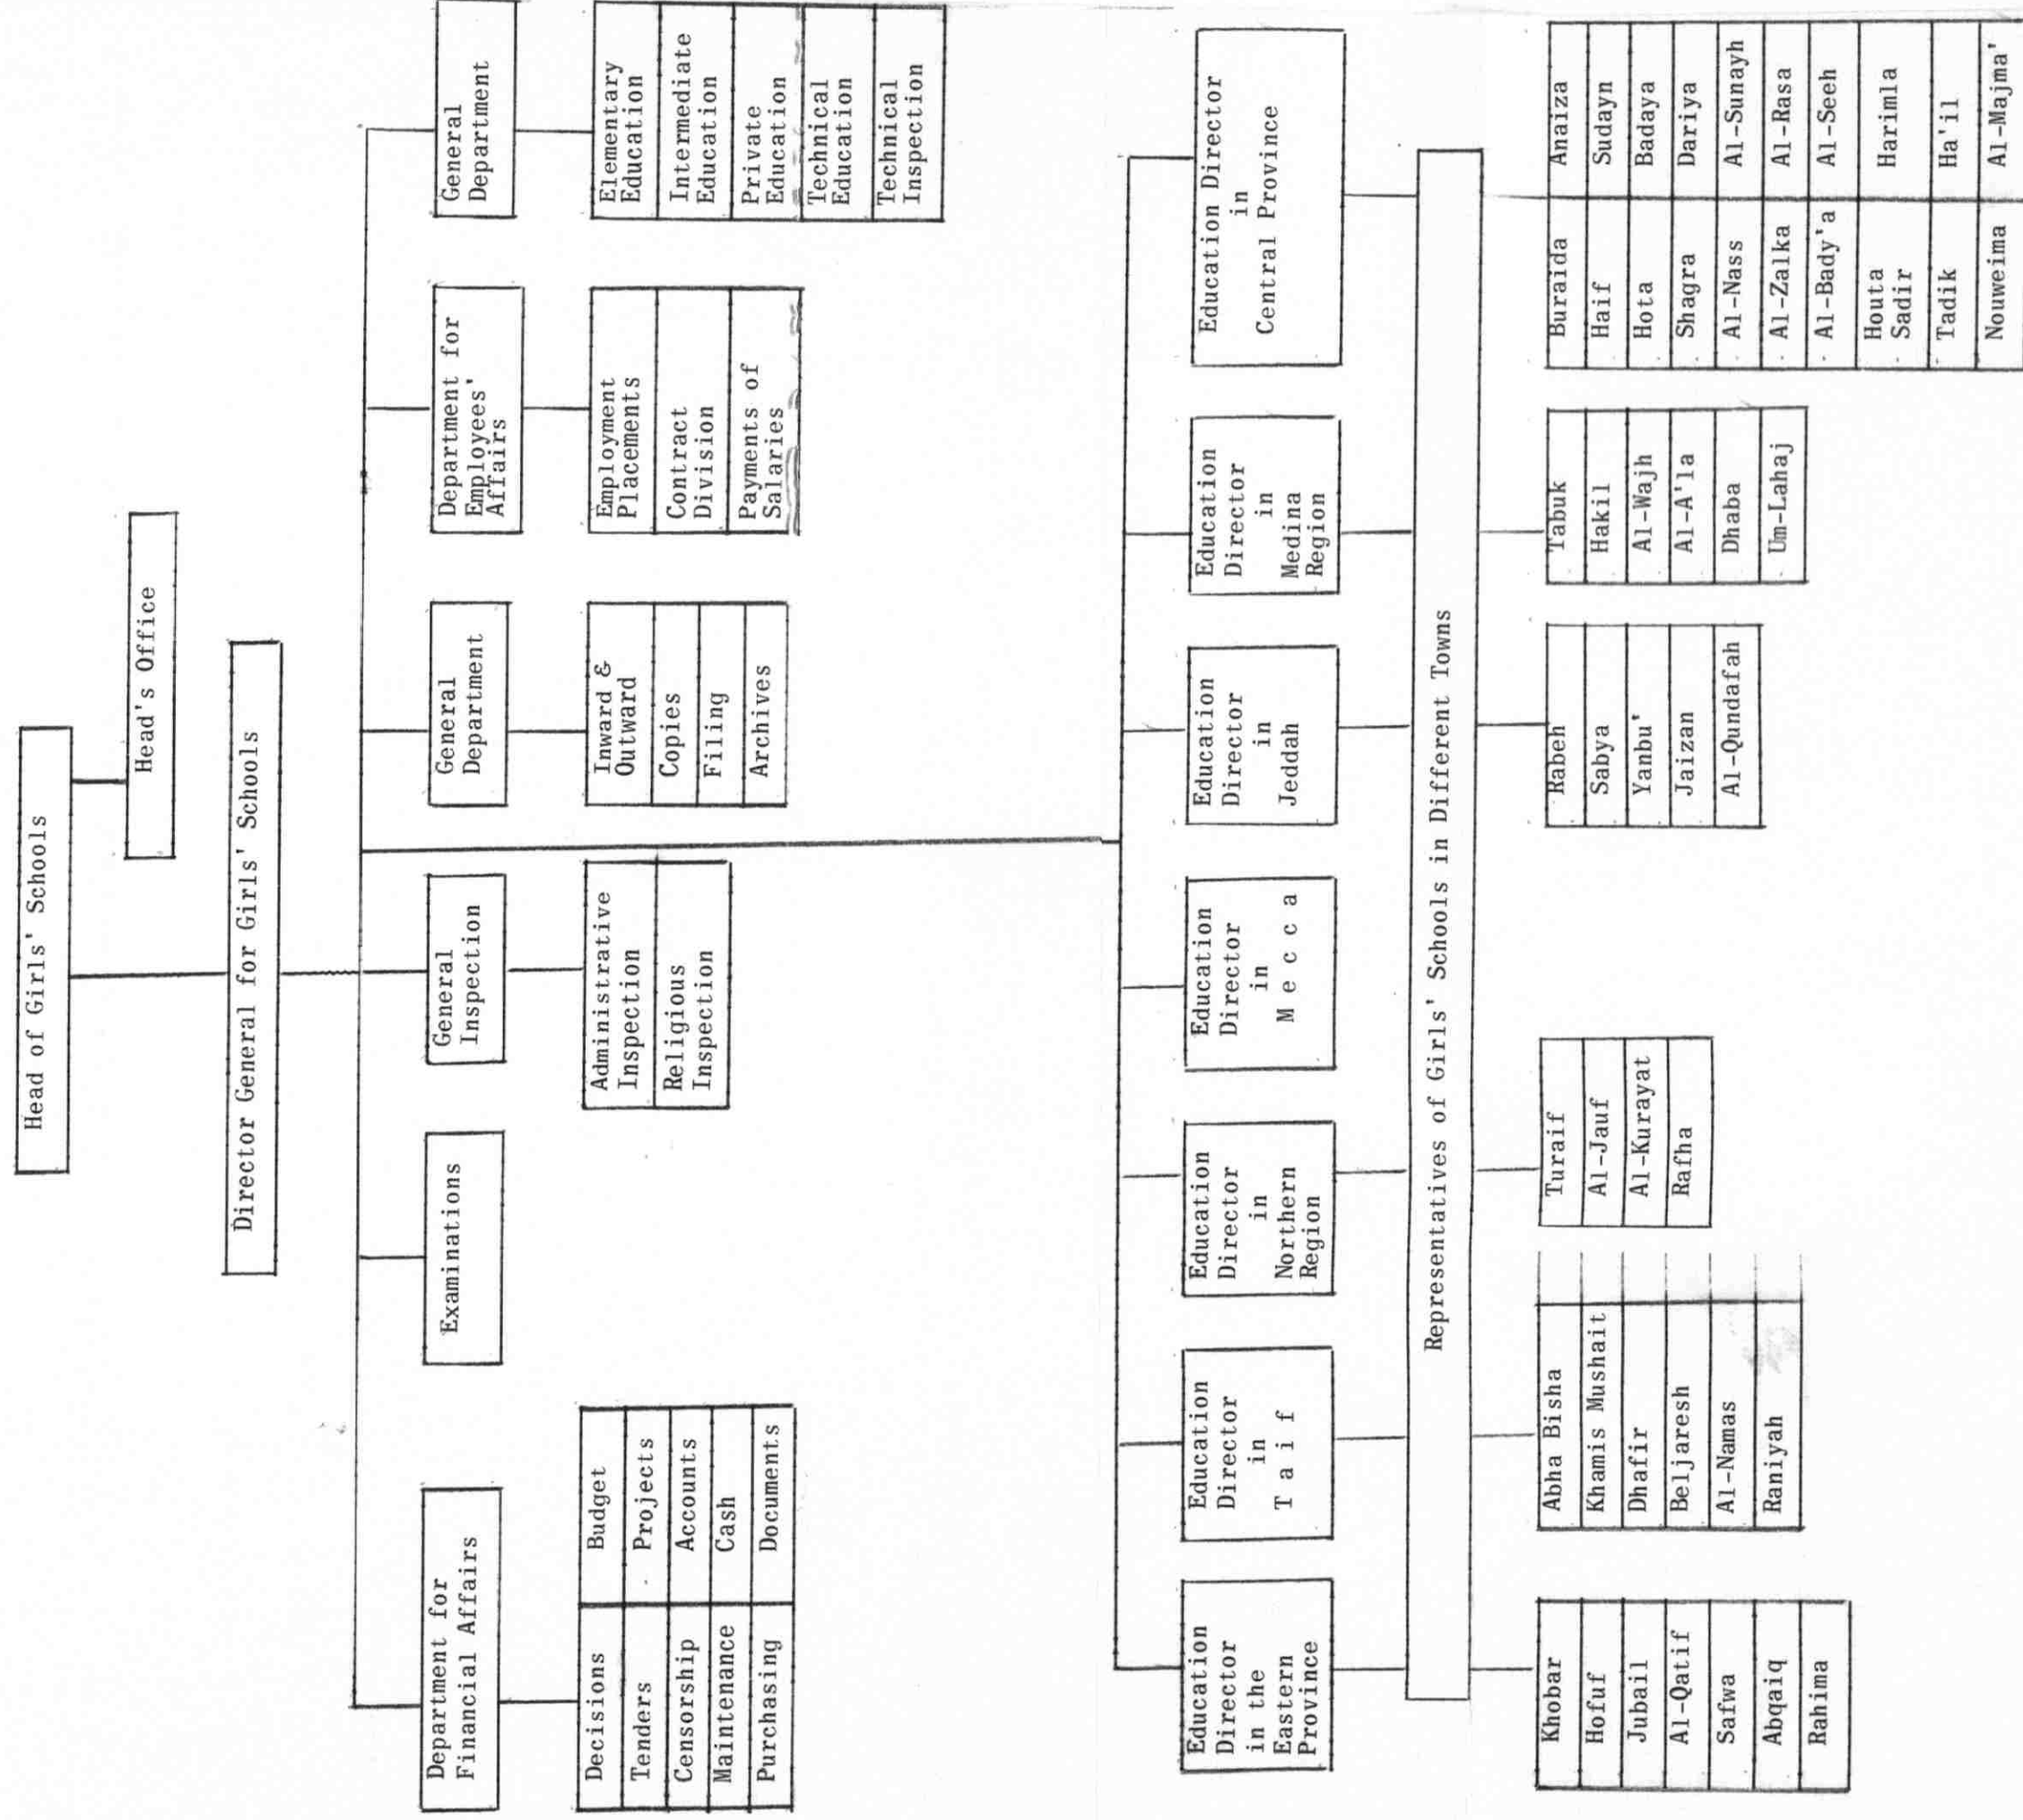 Head of Girls' Schools
Head's Office
Director General for Girls' Schools
Department for
Financial Affairs
Decisions Budget
Tenders Projects
Censorship Accounts
Maintenance Cash
Purchasing Documents
Examinations
General
Inspection
Administrative
Inspection
Religious
Inspection
General
Department
Inward &
Outward
Copies
Filing
Archives
Department for
Employes'
Affairs
Employment
Placements
Contract
Division
Payments of
Salaries
General
Department
Elementary
Education
Intermediate
Education
Private
Education
Technical
Education
Technical
Inspection
Education
Director
in the
Eastern
Province
Education
Director
in
T a i f
Education
Director
in
Northern
Region
Education
Director
in
M e c c a
Education
Director
in
Jeddah
Education
Director
in
Medina
Region
Education Director
in
Central Province
Representatives of Girls' Schools in Different Towns
Khobar
Hofuf
Jubail
Al-Qatif
Safwa
Abqaiq
Rahima
Abha Bisha
Khamis Mushait
Dhafir
Beljaresh
Al-Namas
Raniyah
Turaif
Al-Jauf
Al-Kurayat
Rafha
Rabeh
Sabya
Yanbu'
Jaizan
Al-Qundafah
Tabuk
Hakil
Al-Wajh
Al-A'la
Dhaba
Um-Lahaj
Buraida Anaiza
Haif Sudayn
Hota Badaya
Shagra Dariya
Al-Nass Al-Sunayh
Al-Zalka Al-Rasa
Al-Bady'a Al-Seeh
Houta
Sadir Harimla
Tadik Ha'il
Nouweima Al-Majma'